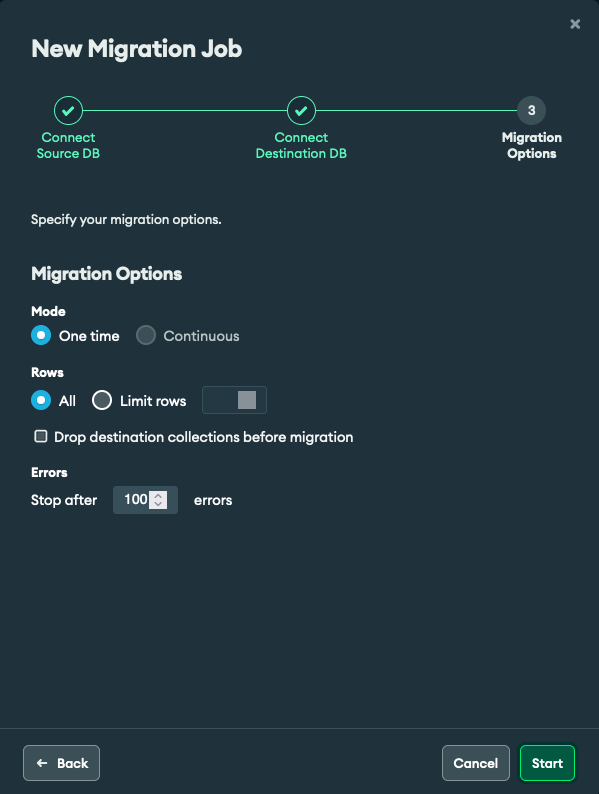 New Migration Job
3
Connect
Source DB
Connect
Destination DB
Migration
Options
Specify your migration options.
Migration Options
Mode
One time Continuous
Rows
All Limit rows
Drop destination collections before migration
Errors
Stop after 100 errors
← Back Cancel Start